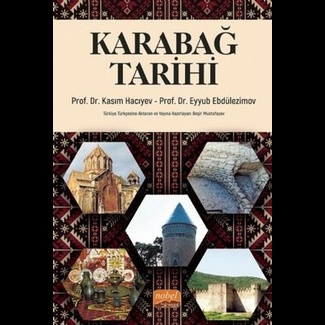 KARABAĞ
TARİHİ
Prof. Dr. Kasım Hacıyev - Prof. Dr. Eyyub Ebdülezimov
Türkiye Türkçesine Aktaran ve Yayına Hazırlayan: Beşir Mustafayev
nobel